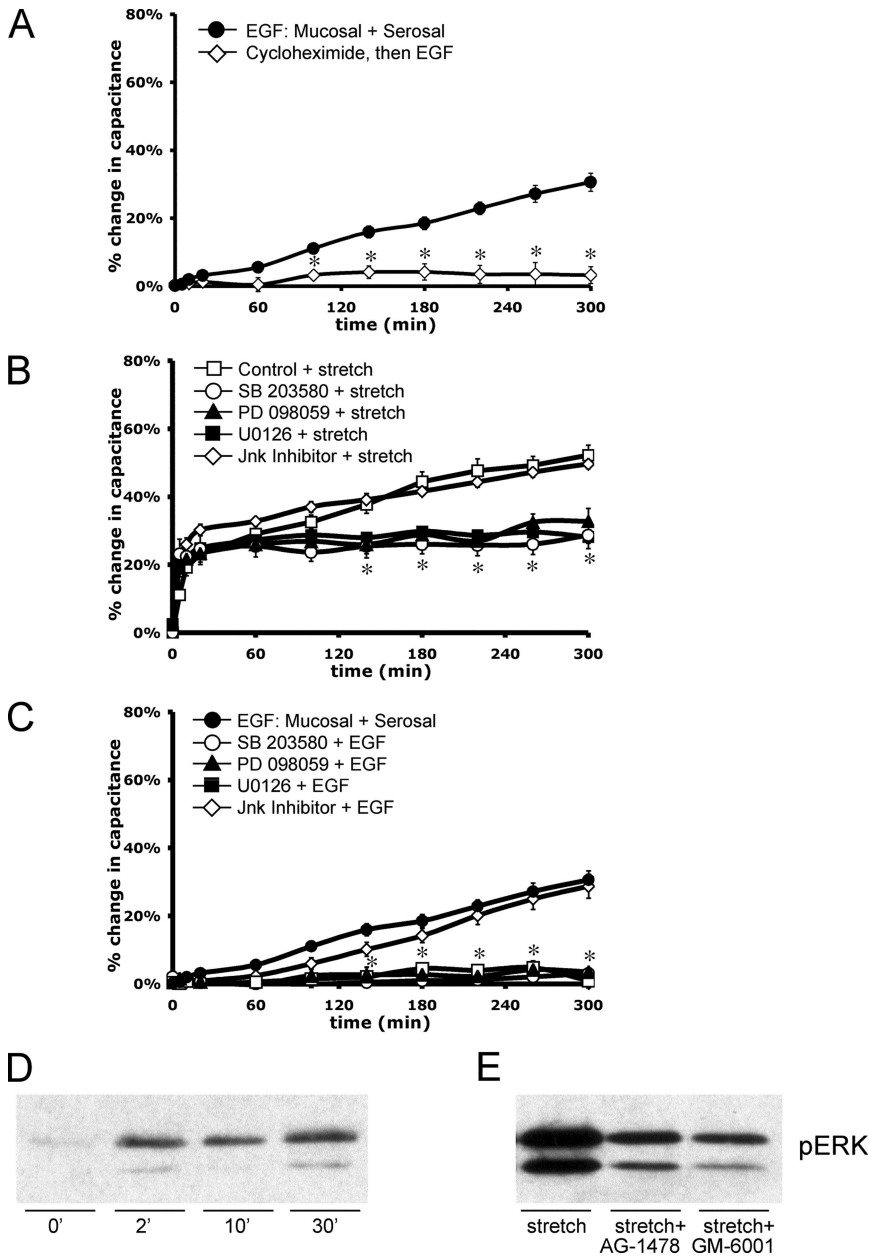 A
80%
60%
40%
20%
0%
% change in capacitance
EGF: Mucosal + Serosal
Cycloheximide, then EGF
* * * * * *
0 60 120 180 240 300
time (min)
B
80%
60%
40%
20%
0%
% change in capacitance
Control + stretch
SB 203580 + stretch
PD 098059 + stretch
U0126 + stretch
Jnk Inhibitor + stretch
* * * * *
0 60 120 180 240 300
time (min)
C
80%
60%
40%
20%
0%
% change in capacitance
EGF: Mucosal + Serosal
SB 203580 + EGF
PD 098059 + EGF
U0126 + EGF
Jnk Inhibitor + EGF
* * * * *
0 60 120 180 240 300
time (min)
D
0’ 2’ 10’ 30’
E
pERK
stretch
stretch+
AG-1478
stretch+
GM-6001